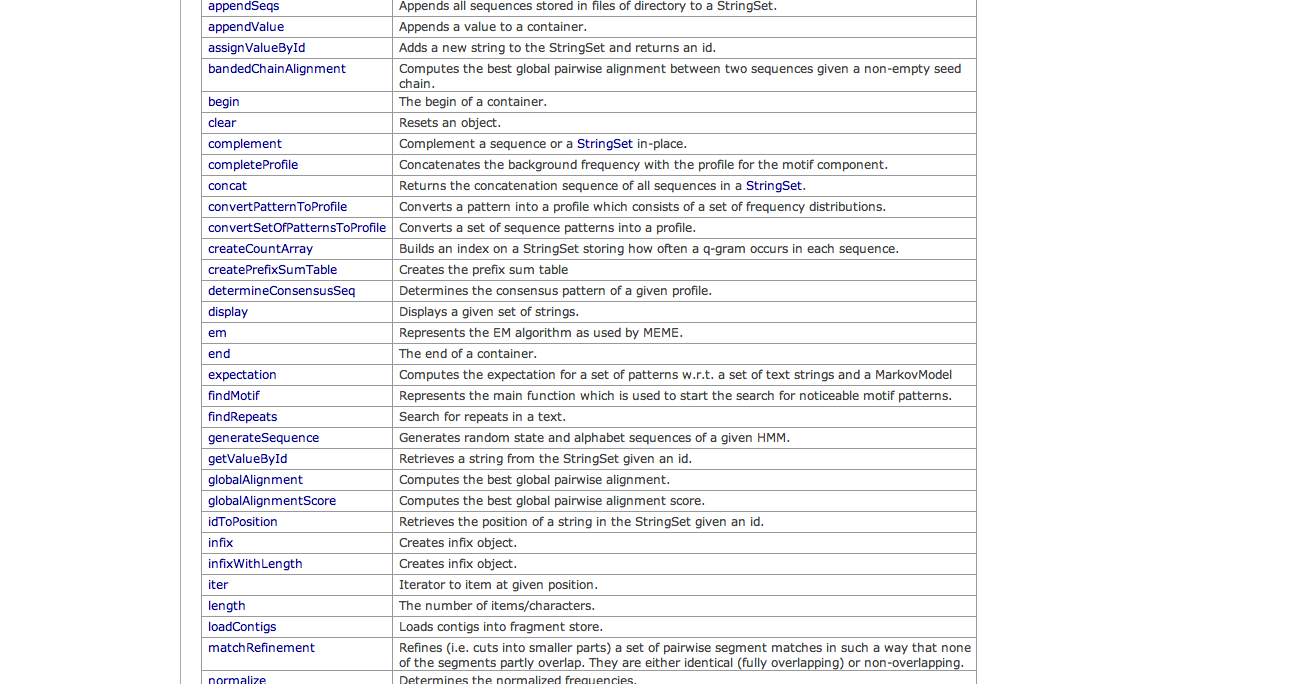 appendSeqs Appends all sequences stored in files of directory to a StringSet.
appendValue Appends a value to a container.
assignValueById Adds a new string to the StringSet and returns an id.
bandedChainAlignment Computes the best global pairwise alignment between two sequences given a non-empty seed
chain.
begin The begin of a container.
clear Resets an object.
complement Complement a sequence or a StringSet in-place.
completeProfile Concatenates the background frequency with the profile for the motif component.
concat Returns the concatenation sequence of all sequences in a StringSet.
convertPatternToProfile Converts a pattern into a profile which consists of a set of frequency distributions.
convertSetOfPatternsToProfile Converts a set of sequence patterns into a profile.
createCountArray Builds an index on a StringSet storing how often a q-gram occurs in each sequence.
createPrefixSumTable Creates the prefix sum table
determineConsensusSeq Determines the consensus pattern of a given profile.
display Displays a given set of strings.
em Represents the EM algorithm as used by MEME.
end The end of a container.
expectation Computes the expectation for a set of patterns w.r.t. a set of text strings and a MarkovModel
findMotif Represents the main function which is used to start the search for noticeable motif patterns.
findRepeats Search for repeats in a text.
generateSequence Generates random state and alphabet sequences of a given HMM.
getValueById Retrieves a string from the StringSet given an id.
globalAlignment Computes the best global pairwise alignment.
globalAlignmentScore Computes the best global pairwise alignment score.
idToPosition Retrieves the position of a string in the StringSet given an id.
infix Creates infix object.
infixWithLength Creates infix object.
iter Iterator to item at given position.
length The number of items/characters.
loadContigs Loads contigs into fragment store.
matchRefinement Refines (i.e. cuts into smaller parts) a set of pairwise segment matches in such a way that none
of the segments partly overlap. They are either identical (fully overlapping) or non-overlapping.
normalize Determines the normalized frequencies.